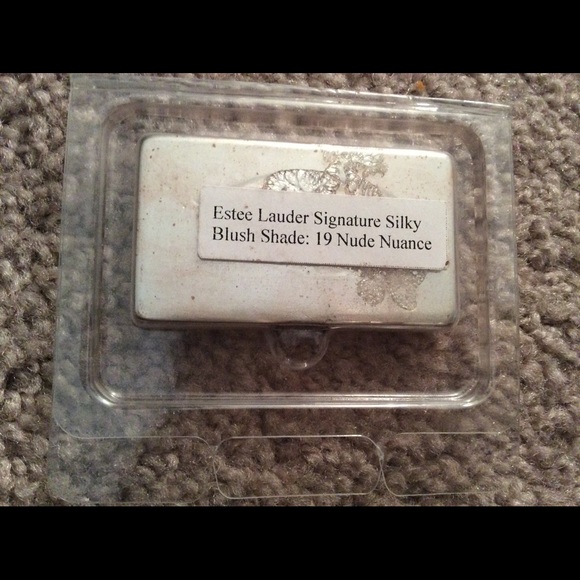 Estee Lauder Signature Silky
Blush Shade: 19 Nude Nuance